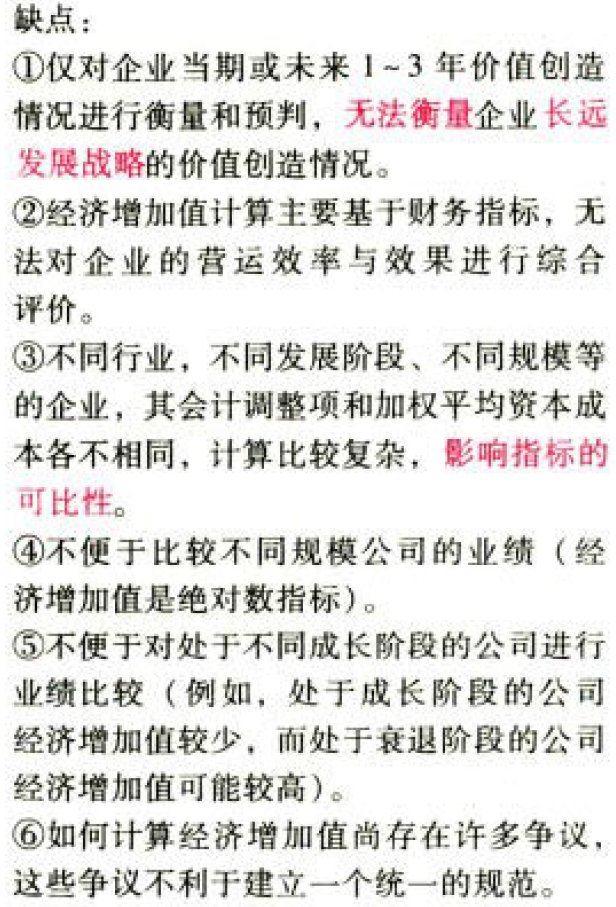 缺点：
①仅对企业当期或未来1~3年价值创造
情况进行衡量和预判，无法衡量企业长远
发展战略的价值创造情况。
②经济增加值计算主要基于财务指标，无
法对企业的营运效率与效果进行综合
评价。
③不同行业，不同发展阶段、不同规模等
的企业，其会计调整项和加权平均资本成
本各不相同，计算比较复杂，影响指标的
可比性。
④不便于比较不同规模公司的业绩（经
济增加值是绝对数指标）。
⑤不便于对处于不同成长阶段的公司进行
业绩比较（例如，处于成长阶段的公司
经济增加值较少，而处于衰退阶段的公司
经济增加值可能较高）。
⑥如何计算经济增加值尚存在许多争议，
这些争议不利于建立一个统一的规范。